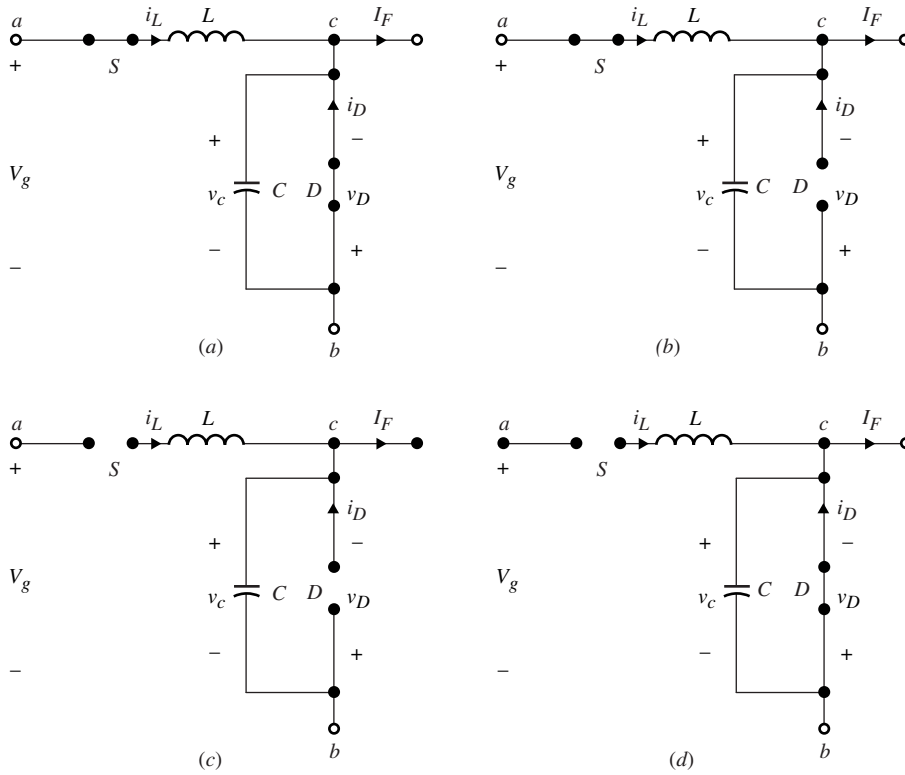 a i_L L c I_F
+ S
i_D
+ −
V_g v_c C D v_D
− +
−
b
(a)
a i_L L c I_F
+ S
i_D
+ −
V_g v_c C D v_D
− +
−
b
(b)
a i_L L c I_F
+ S
i_D
+ −
V_g v_c C D v_D
− +
−
b
(c)
a i_L L c I_F
+ S
i_D
+ −
V_g v_c C D v_D
− +
−
b
(d)